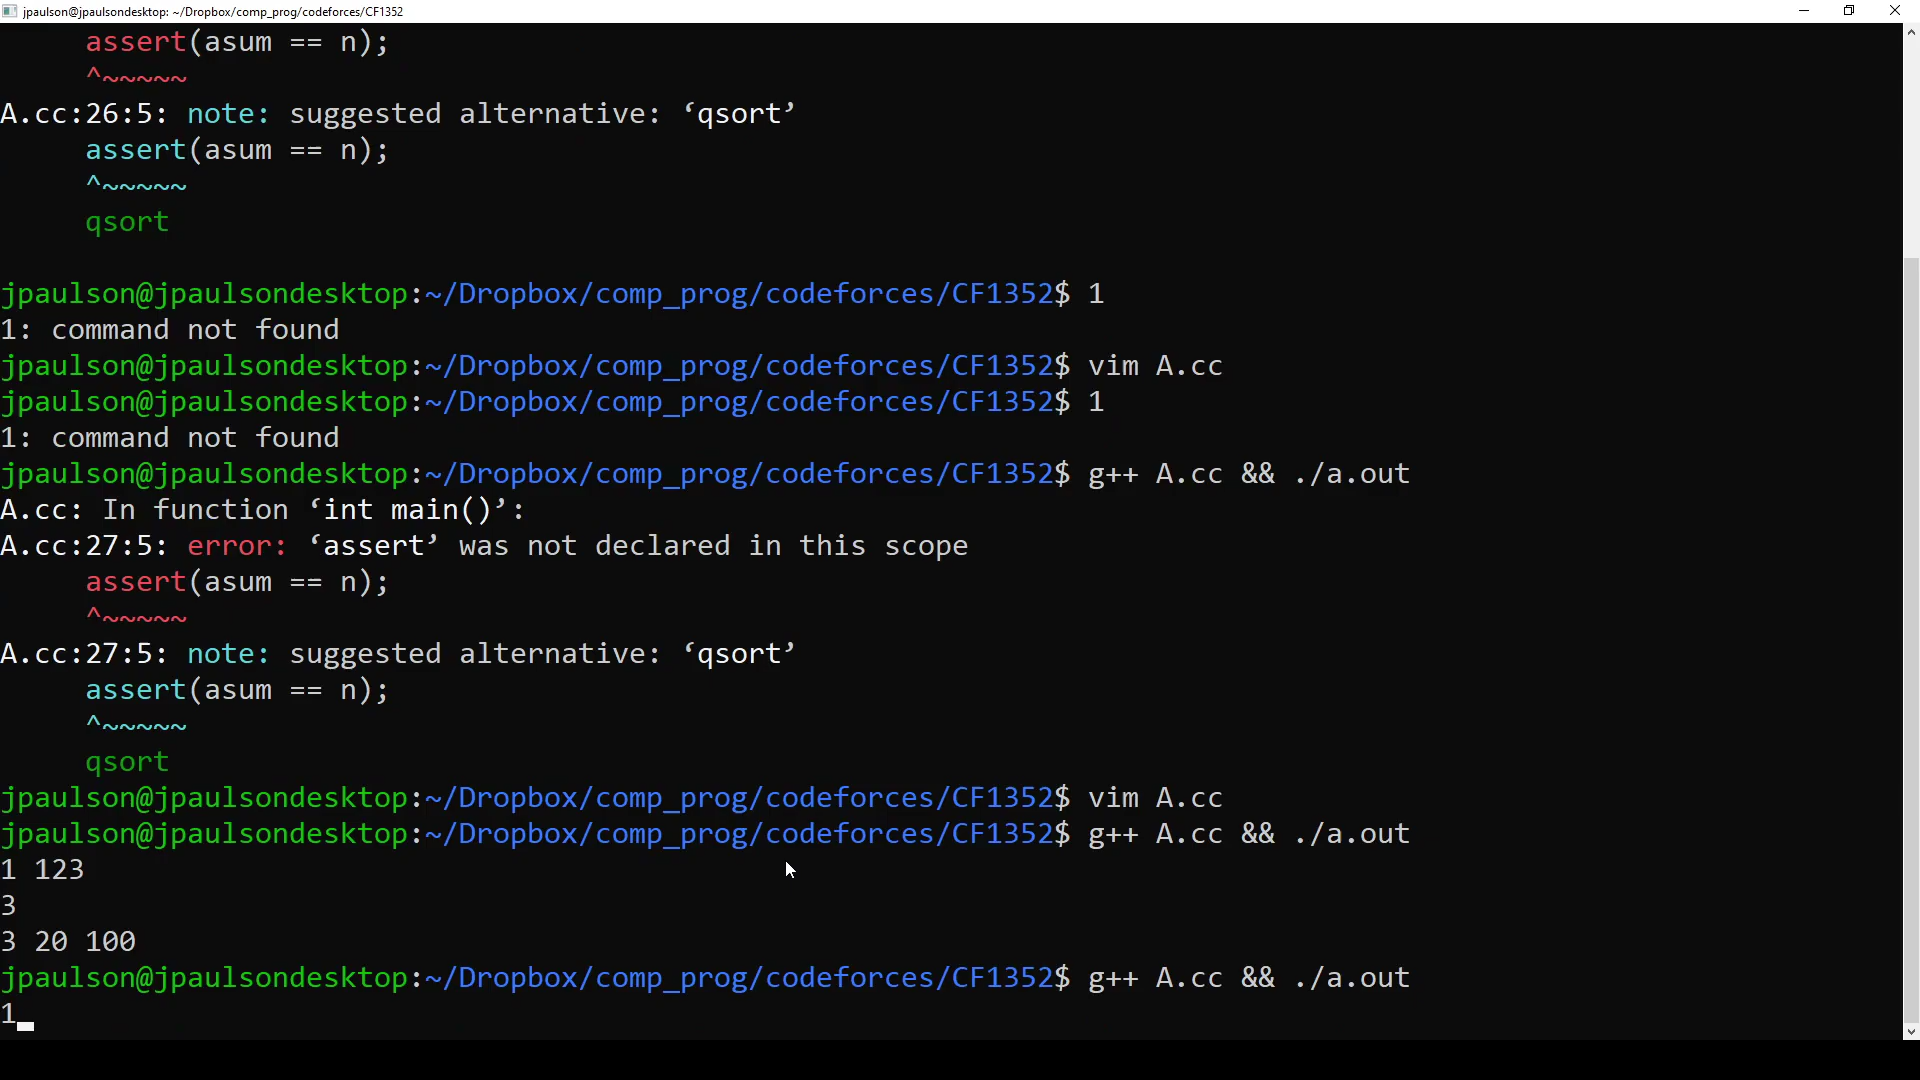 jpaulson@jpaulsondesktop: ~/Dropbox/comp_prog/codeforces/CF1352
assert(asum == n);
^~~~~~
A.cc:26:5: note: suggested alternative: ‘qsort’
assert(asum == n);
^~~~~~
qsort
jpaulson@jpaulsondesktop:~/Dropbox/comp_prog/codeforces/CF1352$ 1
1: command not found
jpaulson@jpaulsondesktop:~/Dropbox/comp_prog/codeforces/CF1352$ vim A.cc
jpaulson@jpaulsondesktop:~/Dropbox/comp_prog/codeforces/CF1352$ 1
1: command not found
jpaulson@jpaulsondesktop:~/Dropbox/comp_prog/codeforces/CF1352$ g++ A.cc && ./a.out
A.cc: In function ‘int main()’:
A.cc:27:5: error: ‘assert’ was not declared in this scope
assert(asum == n);
^~~~~~
A.cc:27:5: note: suggested alternative: ‘qsort’
assert(asum == n);
^~~~~~
qsort
jpaulson@jpaulsondesktop:~/Dropbox/comp_prog/codeforces/CF1352$ vim A.cc
jpaulson@jpaulsondesktop:~/Dropbox/comp_prog/codeforces/CF1352$ g++ A.cc && ./a.out
1 123
3
3 20 100
jpaulson@jpaulsondesktop:~/Dropbox/comp_prog/codeforces/CF1352$ g++ A.cc && ./a.out
1